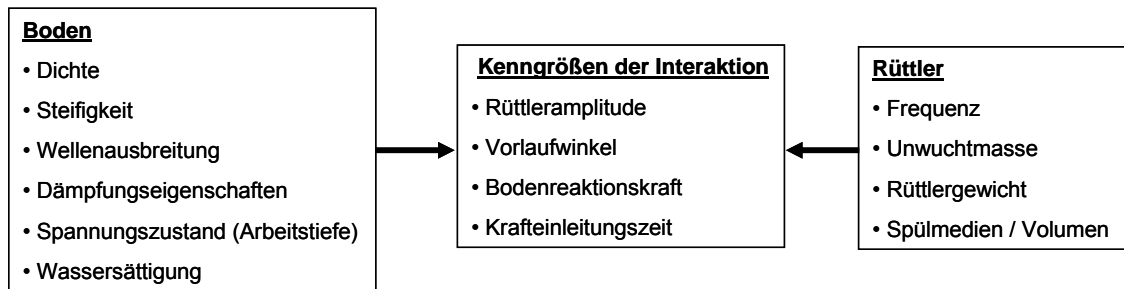 Boden
• Dichte
• Steifigkeit
• Wellenausbreitung
• Dämpfungseigenschaften
• Spannungszustand (Arbeitstiefe)
• Wassersättigung
Kenngrößen der Interaktion
• Rüttleramplitude
• Vorlaufwinkel
• Bodenreaktionskraft
• Krafteinleitungszeit
Rüttler
• Frequenz
• Unwuchtmasse
• Rüttlergewicht
• Spülmedien / Volumen